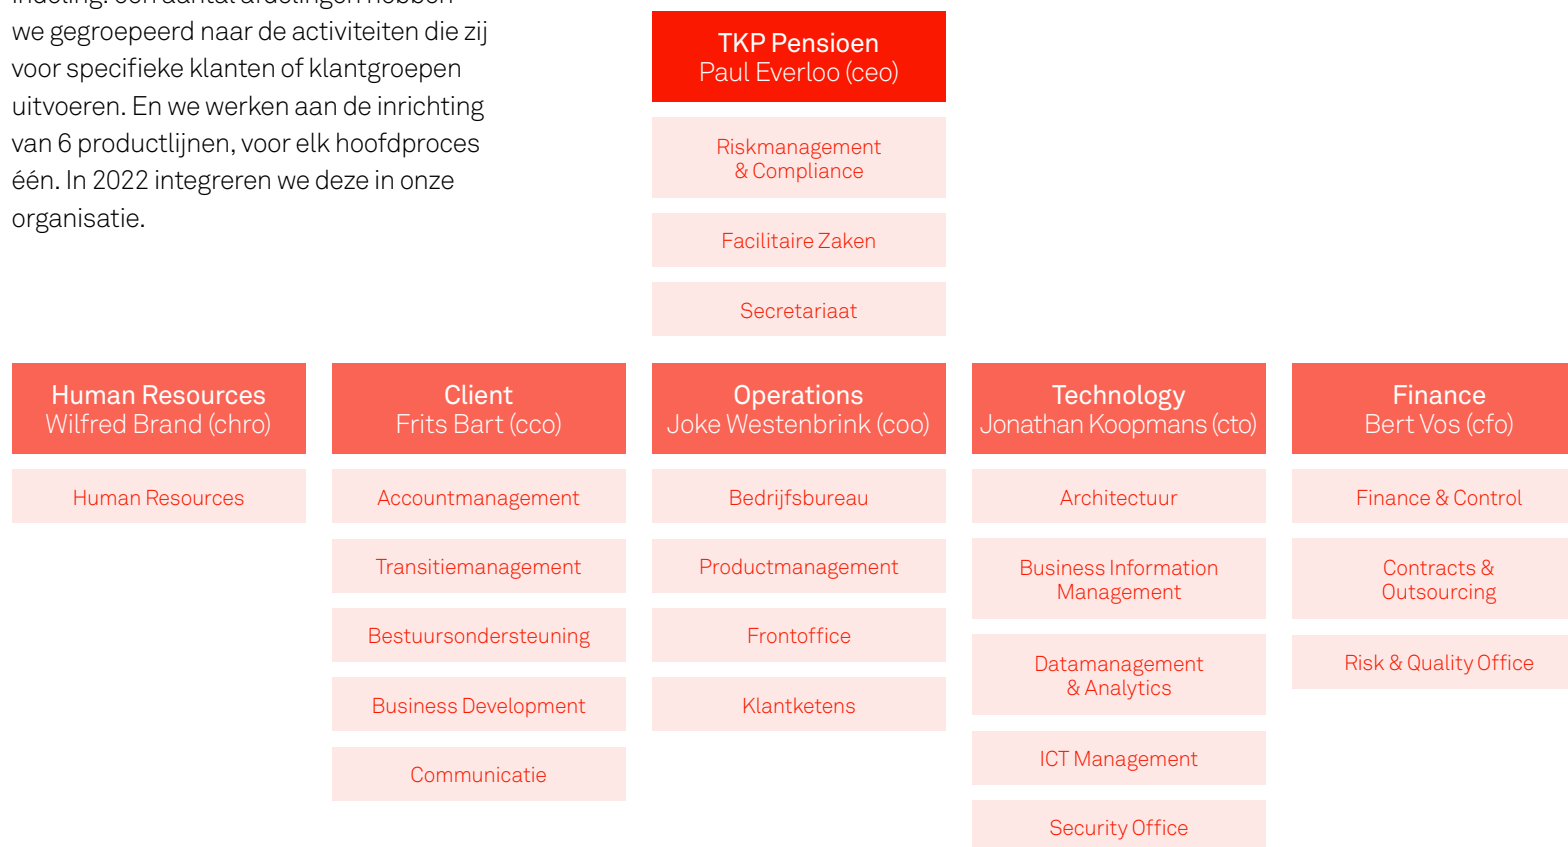 we gegroepeerd naar de activiteiten die zij
voor specifieke klanten of klantgroepen
uitvoeren. En we werken aan de inrichting
van 6 productlijnen, voor elk hoofdproces
één. In 2022 integreren we deze in onze
organisatie.
TKP Pensioen
Paul Everloo (ceo)
Riskmanagement
& Compliance
Facilitaire Zaken
Secretariaat
Human Resources
Wilfred Brand (chro)
Human Resources
Client
Frits Bart (cco)
Accountmanagement
Transitiemanagement
Bestuursondersteuning
Business Development
Communicatie
Operations
Joke Westenbrink (coo)
Bedrijfsbureau
Productmanagement
Frontoffice
Klantketens
Technology
Jonathan Koopmans (cto)
Architectuur
Business Information
Management
Datamanagement
& Analytics
ICT Management
Security Office
Finance
Bert Vos (cfo)
Finance & Control
Contracts &
Outsourcing
Risk & Quality Office